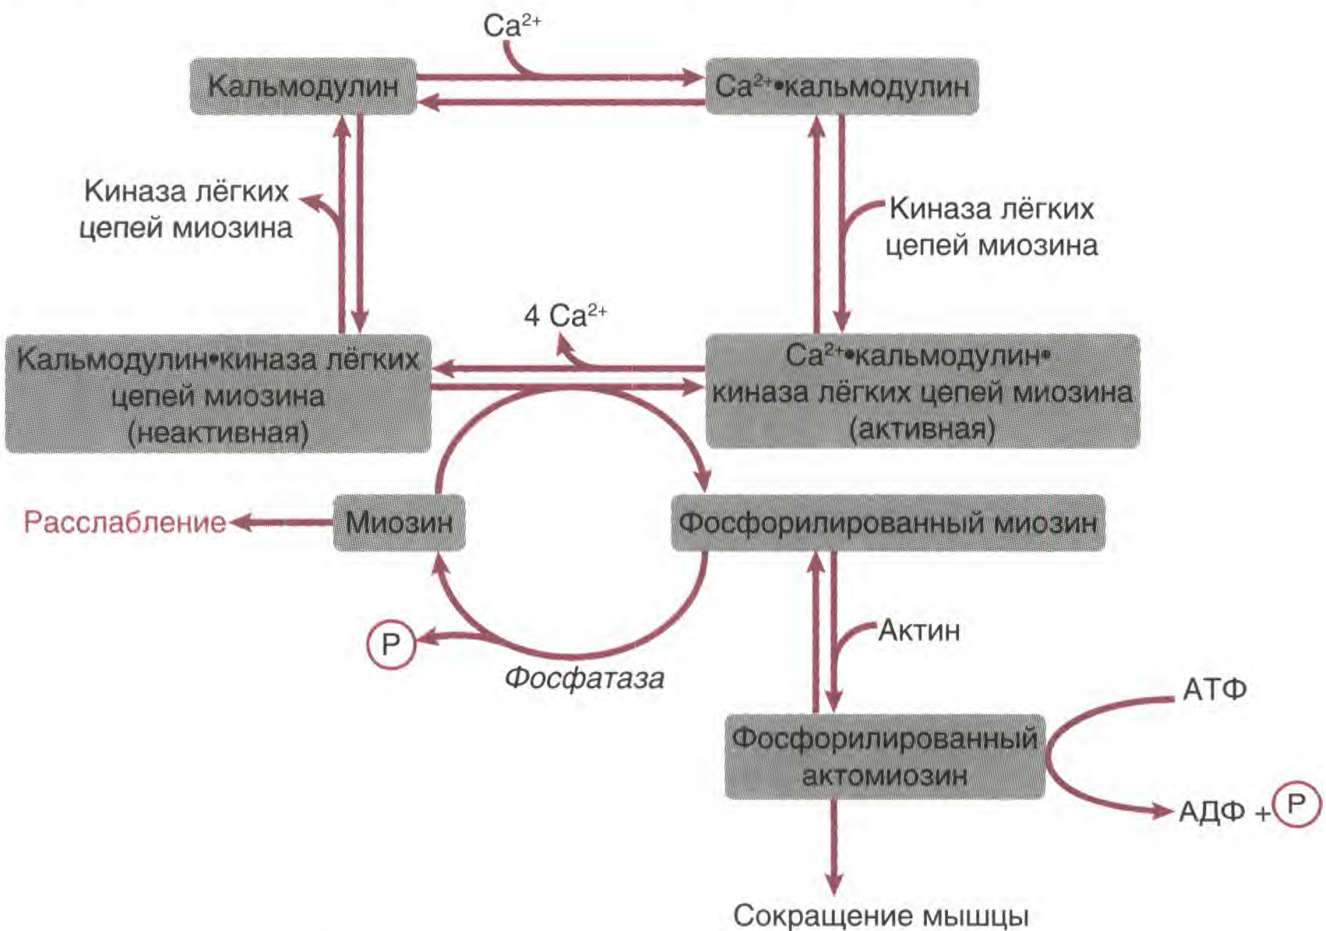 Ca²⁺
Кальмодулин
Ca²⁺•кальмодулин
Киназа лёгких
цепей миозина
Киназа лёгких
цепей миозина
4 Ca²⁺
Кальмодулин•киназа лёгких
цепей миозина
(неактивная)
Ca²⁺•кальмодулин•
киназа лёгких цепей миозина
(активная)
Расслабление
Миозин
Фосфорилированный миозин
P
Фосфатаза
Актин
АТФ
Фосфорилированный
актомиозин
АДФ + P
Сокращение мышцы